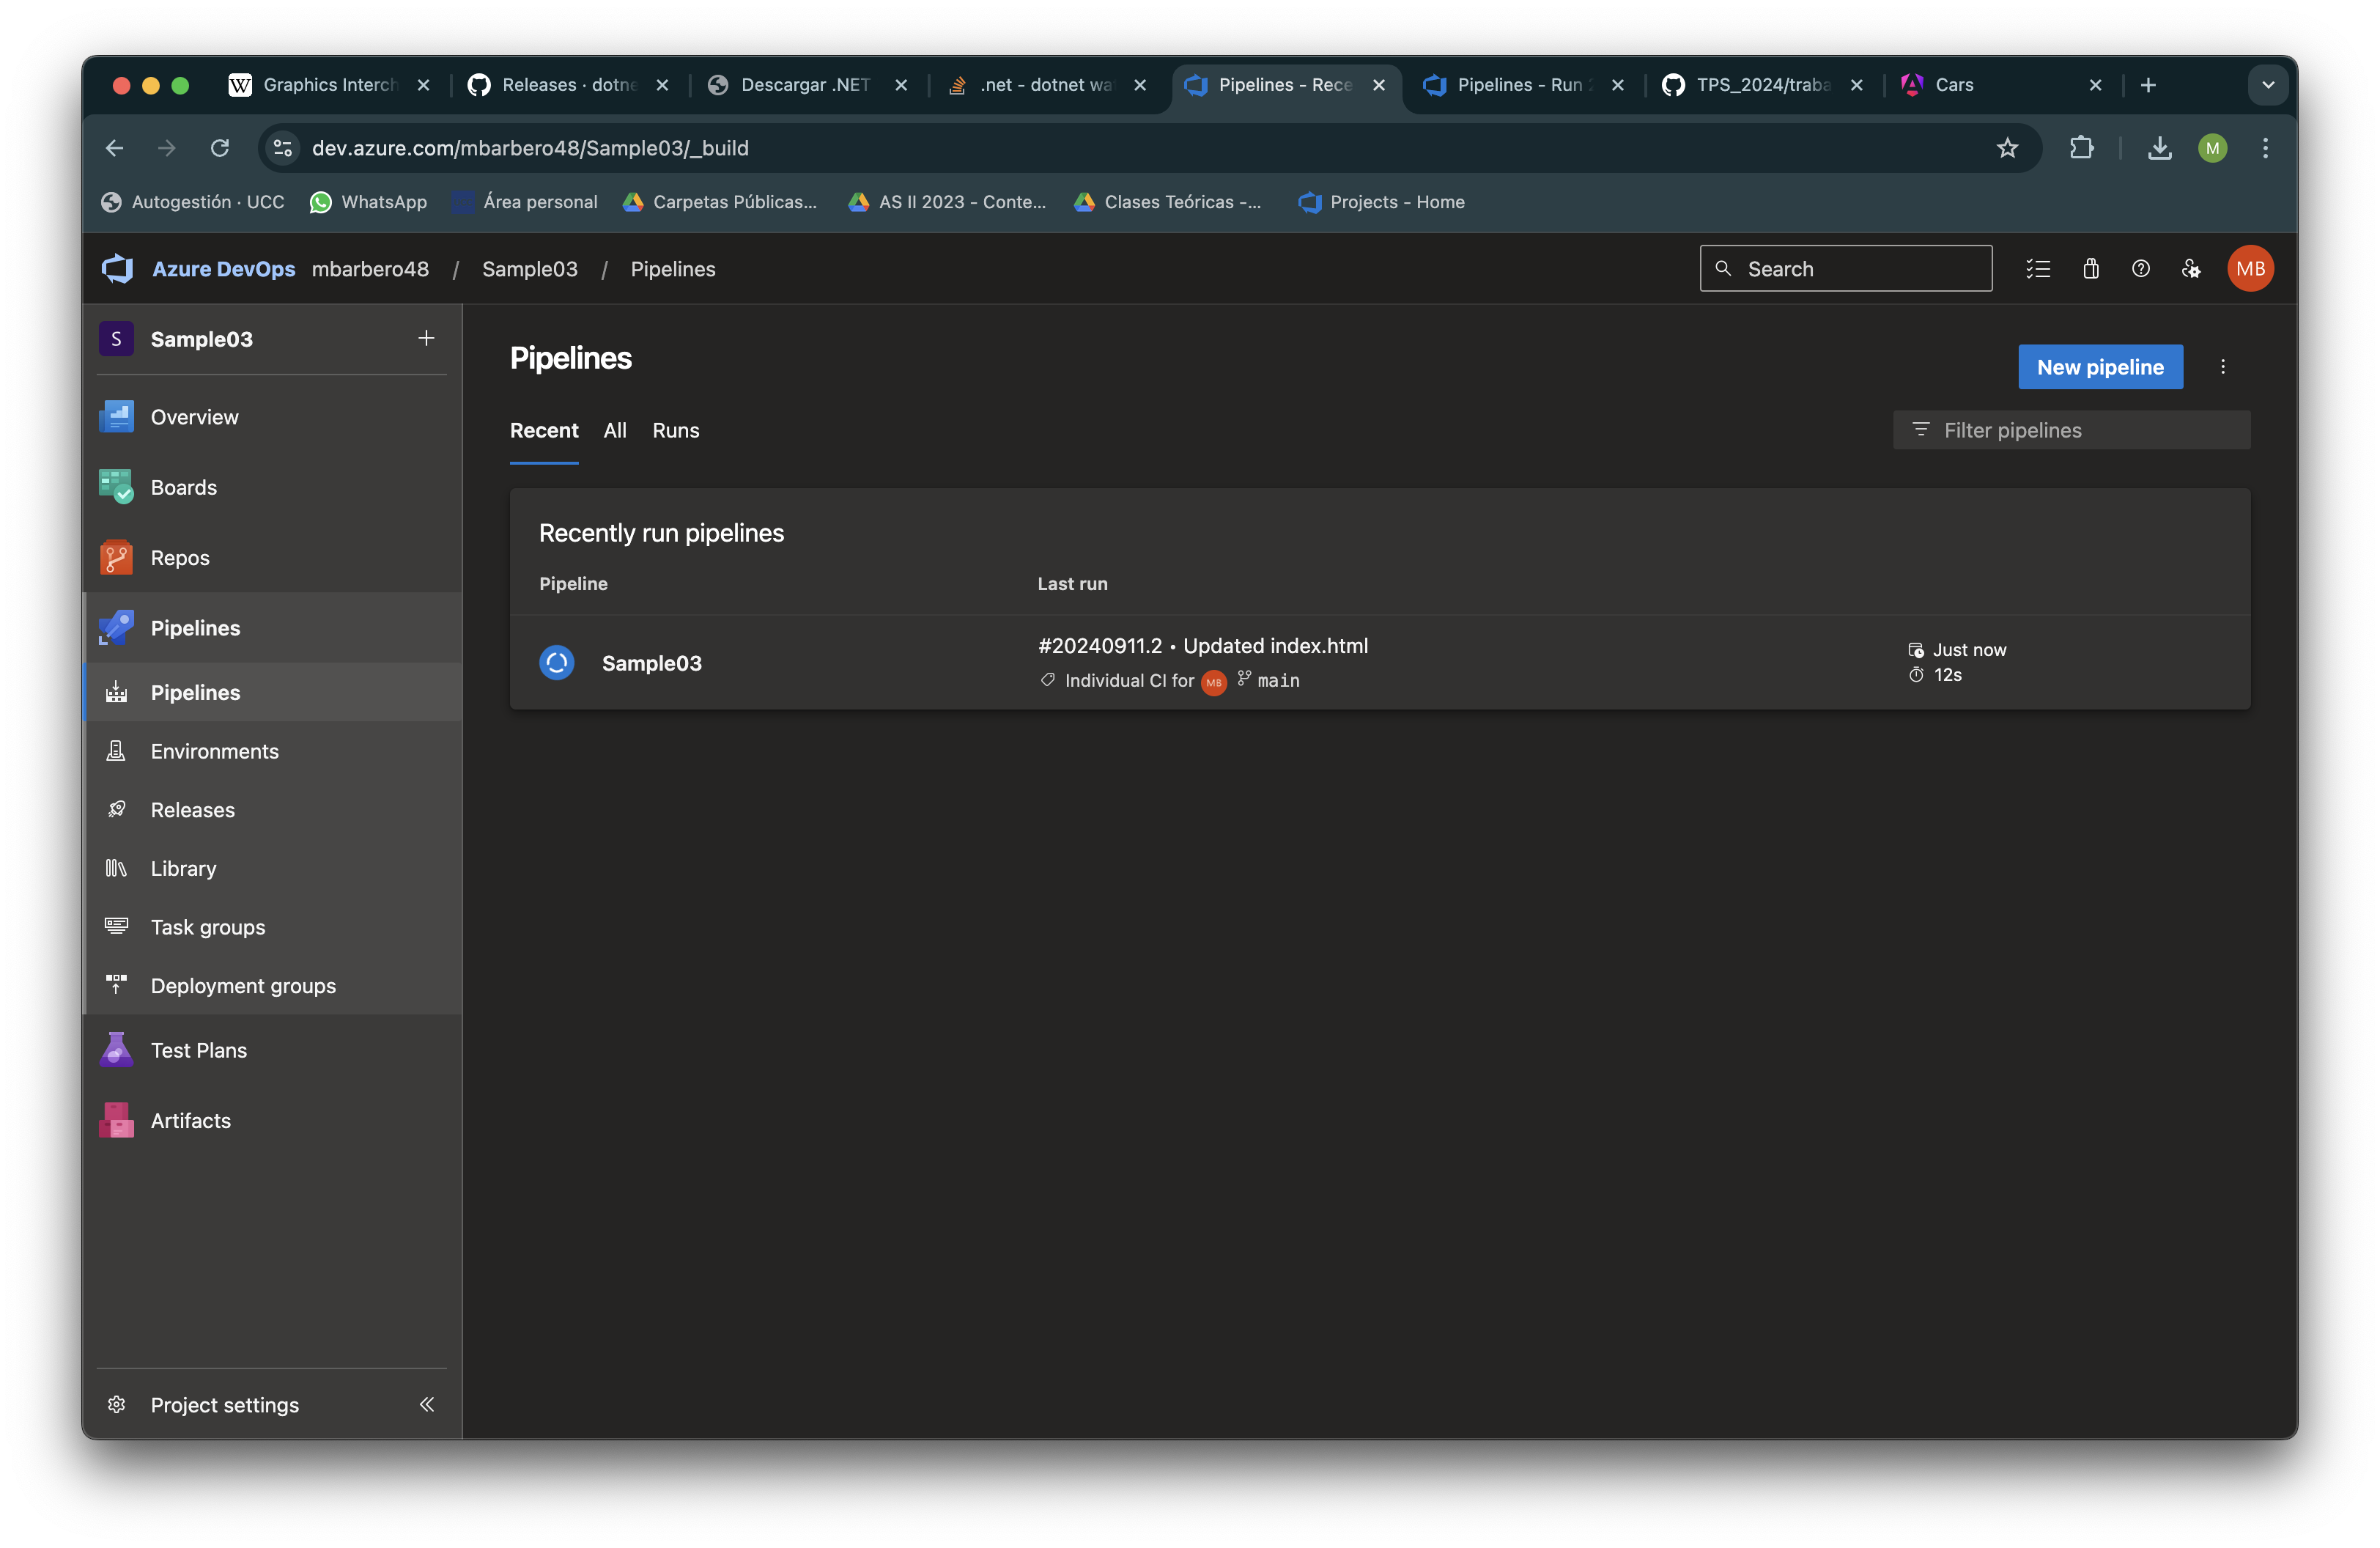 W Graphics Interch
Releases · dotne
Descargar .NET
.net - dotnet wa
Pipelines - Rece
Pipelines - Run 2
TPS_2024/traba
Cars
dev.azure.com/mbarbero48/Sample03/_build
M
Autogestión · UCC
WhatsApp
Área personal
Carpetas Públicas...
AS II 2023 - Conte...
Clases Teóricas -...
Projects - Home
Azure DevOps mbarbero48 / Sample03 / Pipelines
Search
MB
S Sample03
Overview
Boards
Repos
Pipelines
Pipelines
Environments
Releases
Library
Task groups
Deployment groups
Test Plans
Artifacts
Project settings
Pipelines
New pipeline
Recent All Runs
Filter pipelines
Recently run pipelines
Pipeline Last run
Sample03
#20240911.2 • Updated index.html
Individual CI for MB main
Just now
12s